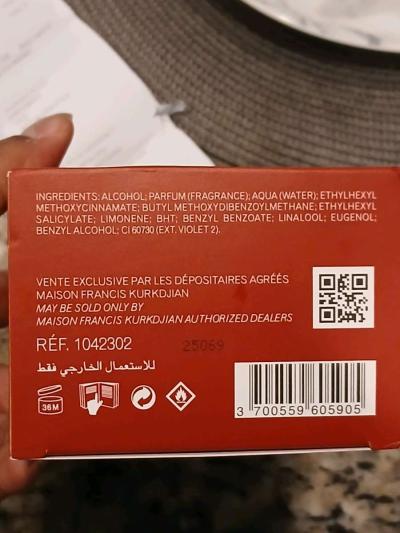 INGREDIENTS: ALCOHOL; PARFUM (FRAGRANCE); AQUA (WATER); ETHYLHEXYL
METHOXYCINNAMATE; BUTYL METHOXYDIBENZOYLMETHANE; ETHYLHEXYL
SALICYLATE; LIMONENE; BHT; BENZYL BENZOATE; LINALOOL; EUGENOL;
BENZYL ALCOHOL; CI 60730 (EXT. VIOLET 2).
VENTE EXCLUSIVE PAR LES DÉPOSITAIRES AGRÉÉS
MAISON FRANCIS KURKDJIAN
MAY BE SOLD ONLY BY
MAISON FRANCIS KURKDJIAN AUTHORIZED DEALERS
RÉF. 1042302
25069
للاستعمال الخارجي فقط
36M
3 700559 605905